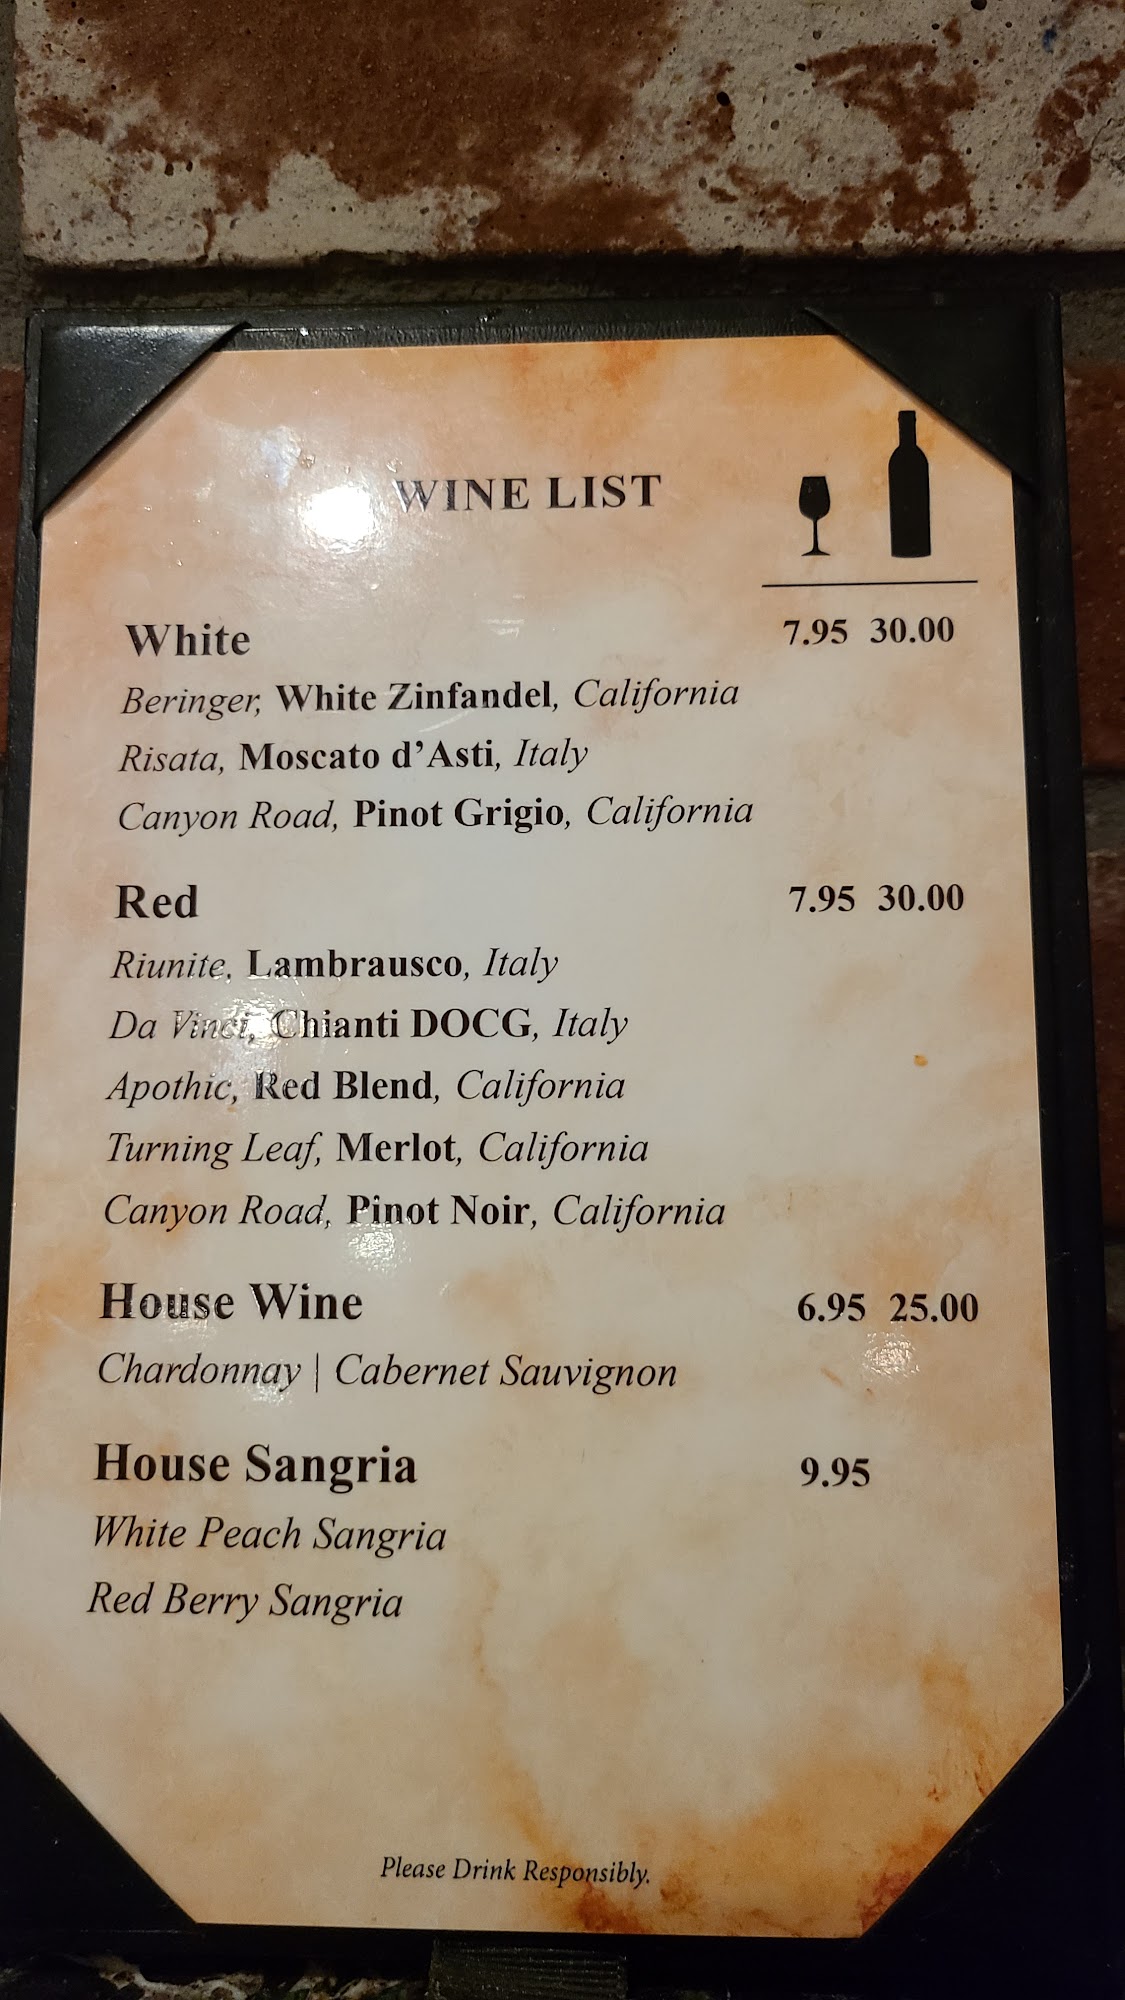 WINE LIST
White 7.95 30.00
Beringer, White Zinfandel, California
Risata, Moscato d'Asti, Italy
Canyon Road, Pinot Grigio, California
Red 7.95 30.00
Riunite, Lambrausco, Italy
Da Vinci, Chianti DOCG, Italy
Apothic, Red Blend, California
Turning Leaf, Merlot, California
Canyon Road, Pinot Noir, California
House Wine 6.95 25.00
Chardonnay | Cabernet Sauvignon
House Sangria 9.95
White Peach Sangria
Red Berry Sangria
Please Drink Responsibly.